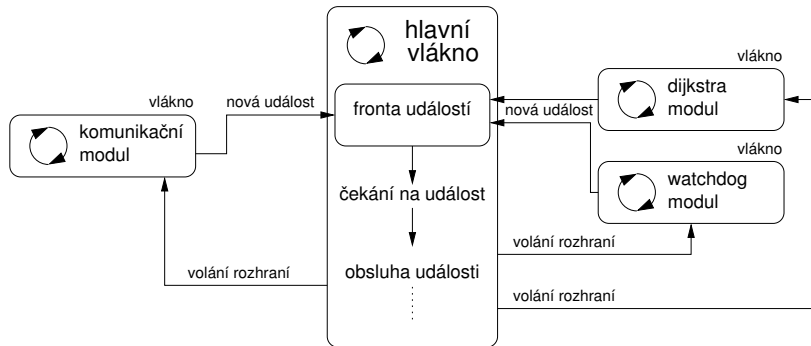 hlavní
vlákno
vlákno
komunikační
modul
nová událost
fronta událostí
čekání na událost
obsluha události
volání rozhraní
nová událost
vlákno
dijkstra
modul
vlákno
watchdog
modul
volání rozhraní
volání rozhraní